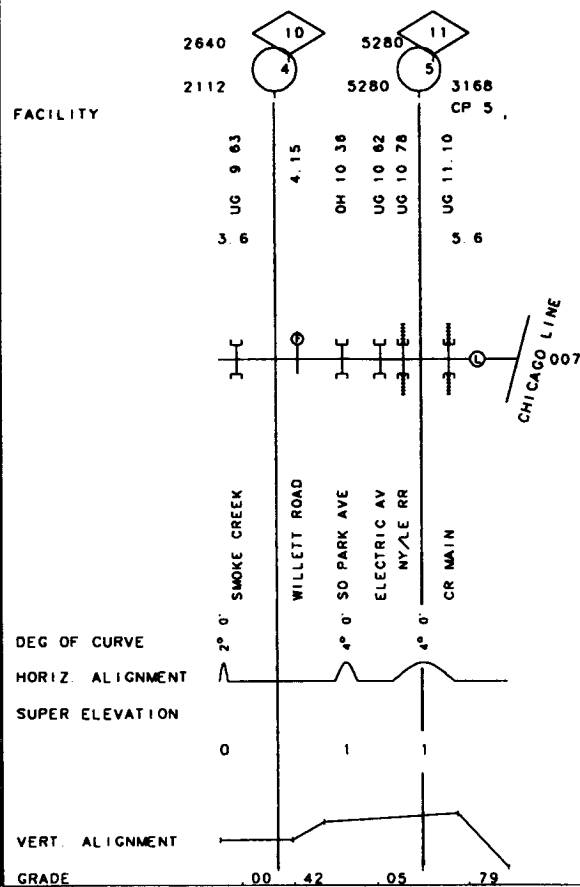 10 11
2640 5280
4 5
2112 5280 3168
CP 5
FACILITY
UG 9 63
4.15
OH 10 36
UG 10 62
UG 10 78
UG 11.10
3. 6 5. 6
P
L
CHICAGO LINE
007
SMOKE CREEK
WILLETT ROAD
SO PARK AVE
ELECTRIC AV
NY/LE RR
CR MAIN
DEG OF CURVE 2° 0' 4° 0' 4° 0'
HORIZ. ALIGNMENT
SUPER ELEVATION
0 1 1
VERT. ALIGNMENT
GRADE .00 .42 .05 .79